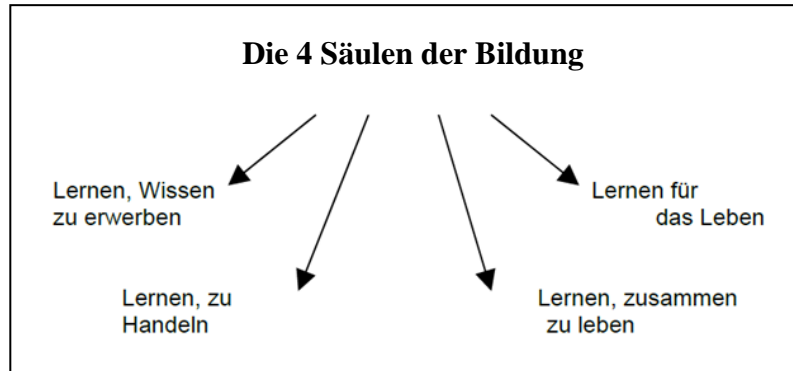 Die 4 Säulen der Bildung
Lernen, Wissen
zu erwerben
Lernen für
das Leben
Lernen, zu
Handeln
Lernen, zusammen
zu leben